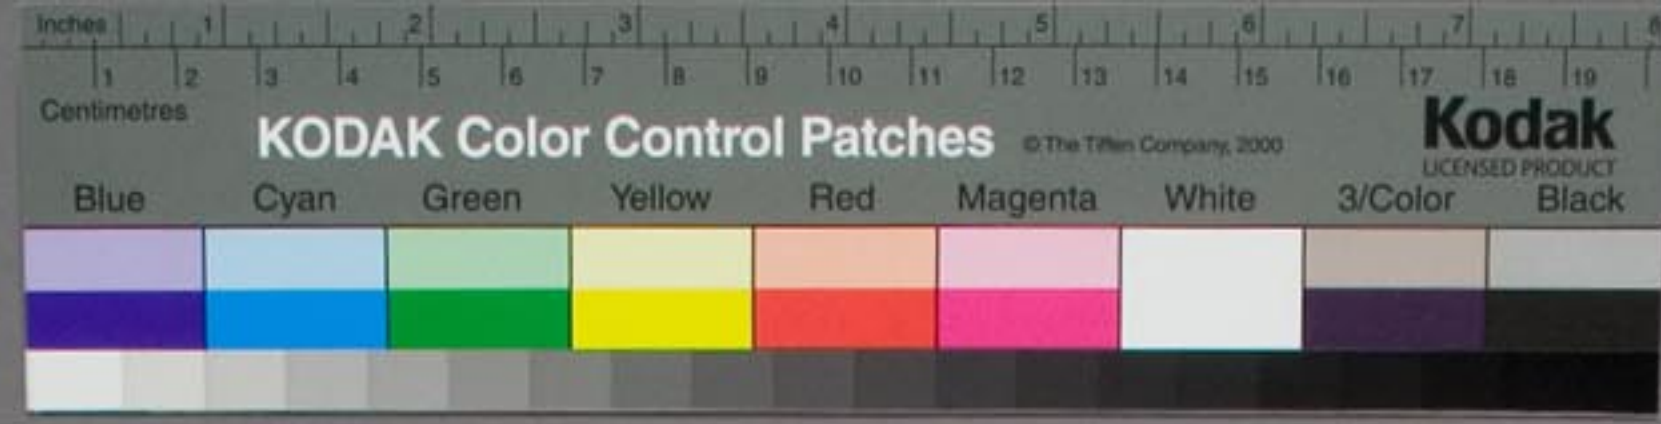 Inches 1 2 3 4 5 6 7 8
1 2 3 4 5 6 7 8 9 10 11 12 13 14 15 16 17 18 19
Centimetres
KODAK Color Control Patches © The Tiffen Company, 2000
Kodak
LICENSED PRODUCT
Blue Cyan Green Yellow Red Magenta White 3/Color Black